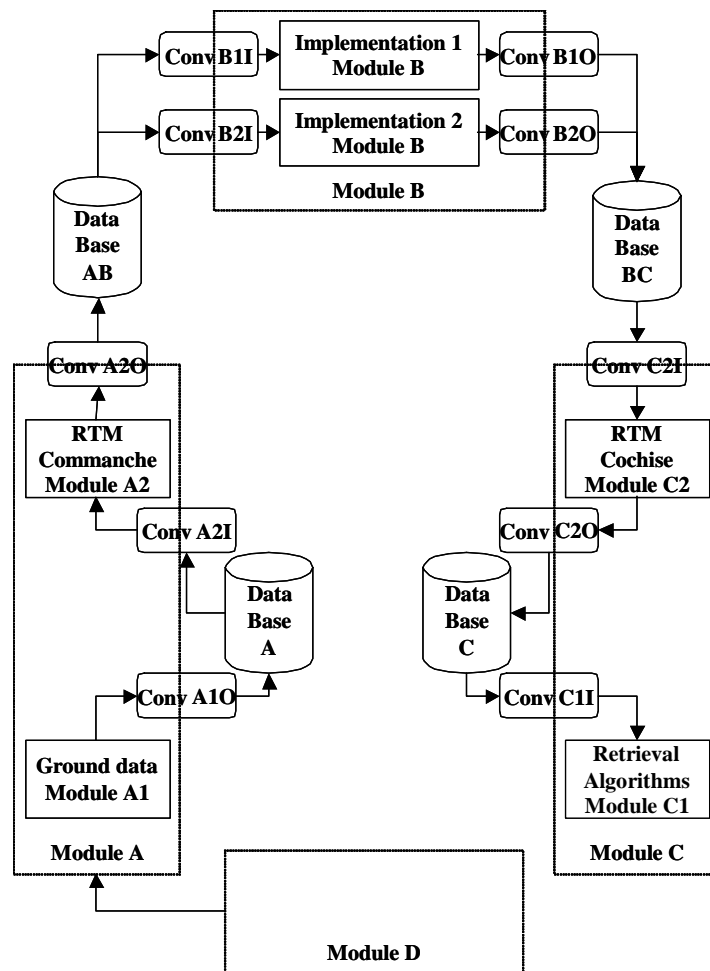 Conv B1I
Implementation 1
Module B
Conv B1O
Conv B2I
Implementation 2
Module B
Conv B2O
Module B
Data
Base
AB
Data
Base
BC
Conv A2O
Conv C2I
RTM
Commanche
Module A2
RTM
Cochise
Module C2
Conv A2I
Conv C2O
Data
Base
A
Data
Base
C
Conv A1O
Conv C1I
Ground data
Module A1
Retrieval
Algorithms
Module C1
Module A
Module C
Module D